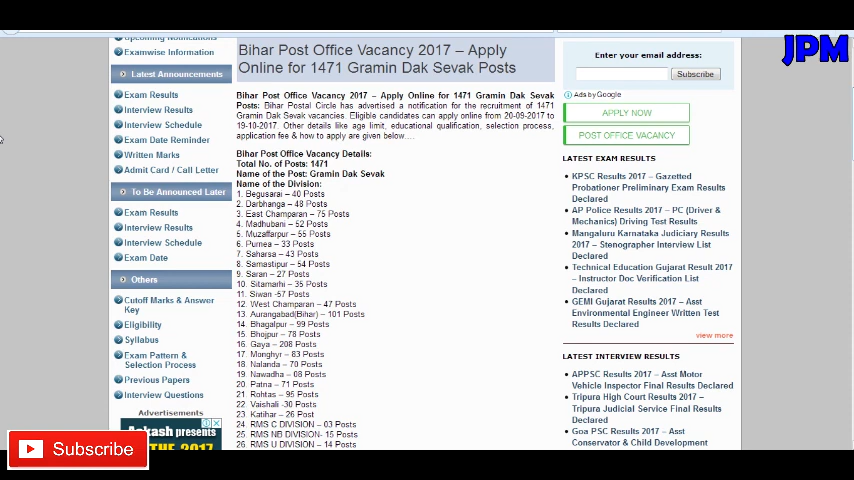 JPM
Upcoming Notifications
Examwise Information
Latest Announcements
Exam Results
Interview Results
Interview Schedule
Exam Date Reminder
Written Marks
Admit Card / Call Letter
To Be Announced Later
Exam Results
Interview Results
Interview Schedule
Exam Date
Others
Cutoff Marks & Answer
Key
Eligibility
Syllabus
Exam Pattern &
Selection Process
Previous Papers
Interview Questions
Advertisements
Aakash presents
THE 2017
Subscribe
Bihar Post Office Vacancy 2017 – Apply
Online for 1471 Gramin Dak Sevak Posts
Bihar Post Office Vacancy 2017 – Apply Online for 1471 Gramin Dak Sevak
Posts: Bihar Postal Circle has advertised a notification for the recruitment of 1471
Gramin Dak Sevak vacancies. Eligible candidates can apply online from 20-09-2017 to
19-10-2017. Other details like age limit, educational qualification, selection process,
application fee & how to apply are given below....
Bihar Post Office Vacancy Details:
Total No. of Posts: 1471
Name of the Post: Gramin Dak Sevak
Name of the Division:
1. Begusarai – 40 Posts
2. Darbhanga – 48 Posts
3. East Champaran – 75 Posts
4. Madhubani – 52 Posts
5. Muzaffarpur – 55 Posts
6. Purnea – 33 Posts
7. Saharsa – 43 Posts
8. Samastipur – 54 Posts
9. Saran – 27 Posts
10. Sitamarhi – 35 Posts
11. Siwan -57 Posts
12. West Champaran – 47 Posts
13. Aurangabad(Bihar) – 101 Posts
14. Bhagalpur – 99 Posts
15. Bhojpur – 78 Posts
16. Gaya – 208 Posts
17. Monghyr – 83 Posts
18. Nalanda – 70 Posts
19. Nawadha – 08 Posts
20. Patna – 71 Posts
21. Rohtas – 95 Posts
22. Vaishali -30 Posts
23. Katihar – 26 Post
24. RMS C DIVISION – 03 Posts
25. RMS NB DIVISION- 15 Posts
26. RMS U DIVISION – 14 Posts
Enter your email address:
Subscribe
Ads by Google
APPLY NOW
POST OFFICE VACANCY
LATEST EXAM RESULTS
KPSC Results 2017 – Gazetted
Probationer Preliminary Exam Results
Declared
AP Police Results 2017 – PC (Driver &
Mechanics) Driving Test Results
Mangaluru Karnataka Judiciary Results
2017 – Stenographer Interview List
Declared
Technical Education Gujarat Result 2017
– Instructor Doc Verification List
Declared
GEMI Gujarat Results 2017 – Asst
Environmental Engineer Written Test
Results Declared
view more
LATEST INTERVIEW RESULTS
APPSC Results 2017 – Asst Motor
Vehicle Inspector Final Results Declared
Tripura High Court Results 2017 –
Tripura Judicial Service Final Results
Declared
Goa PSC Results 2017 – Asst
Conservator & Child Development